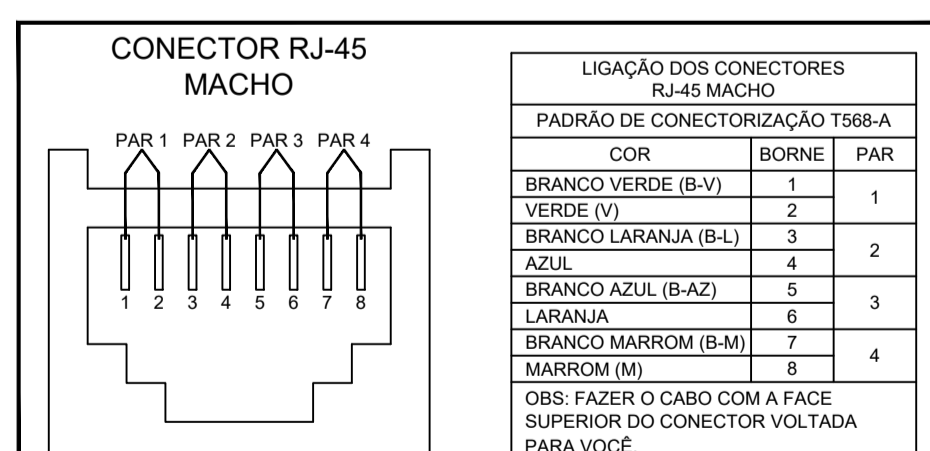 CONECTOR RJ-45
MACHO
PAR 1 PAR 2 PAR 3 PAR 4
1 2 3 4 5 6 7 8
LIGAÇÃO DOS CONECTORES
RJ-45 MACHO
PADRÃO DE CONECTORIZAÇÃO T568-A
COR BORNE PAR
BRANCO VERDE (B-V) 1 1
VERDE (V) 2
BRANCO LARANJA (B-L) 3 2
AZUL 4
BRANCO AZUL (B-AZ) 5 3
LARANJA 6
BRANCO MARROM (B-M) 7 4
MARROM (M) 8
OBS: FAZER O CABO COM A FACE
SUPERIOR DO CONECTOR VOLTADA
PARA VOCÊ.